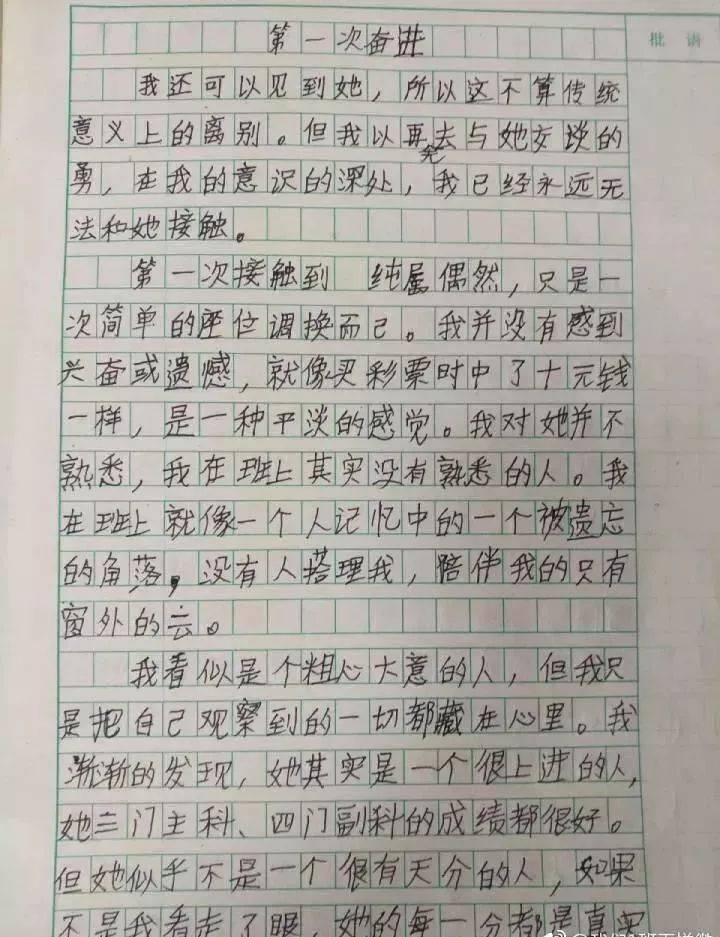 批语
第一次奋进
我还可以见到她，所以这不算传统
意义上的离别。但我以再去与她交谈的
発
勇，在我的意识的深处，我已经永远无
法和她接触。
第一次接触到 纯属偶然，只是一
次简单的座位调换而已。我并没有感到
兴奋或遗憾，就像买彩票时中了十元钱
一样，是一种平淡的感觉。我对她并不
熟悉，我在班上其实没有熟悉的人。我
在班上就像一个人记忆中的一个被遗忘
的角落，没有人搭理我，陪伴我的只有
窗外的云。
我看似是个粗心大意的人，但我只
是把自己观察到的一切都藏在心里。我
渐渐的发现，她其实是一个很上进的人，
她三门主科、四门副科的成绩都很好。
但她似乎不是一个很有天分的人，如果
不是我看走了眼，她的每一分都是真实